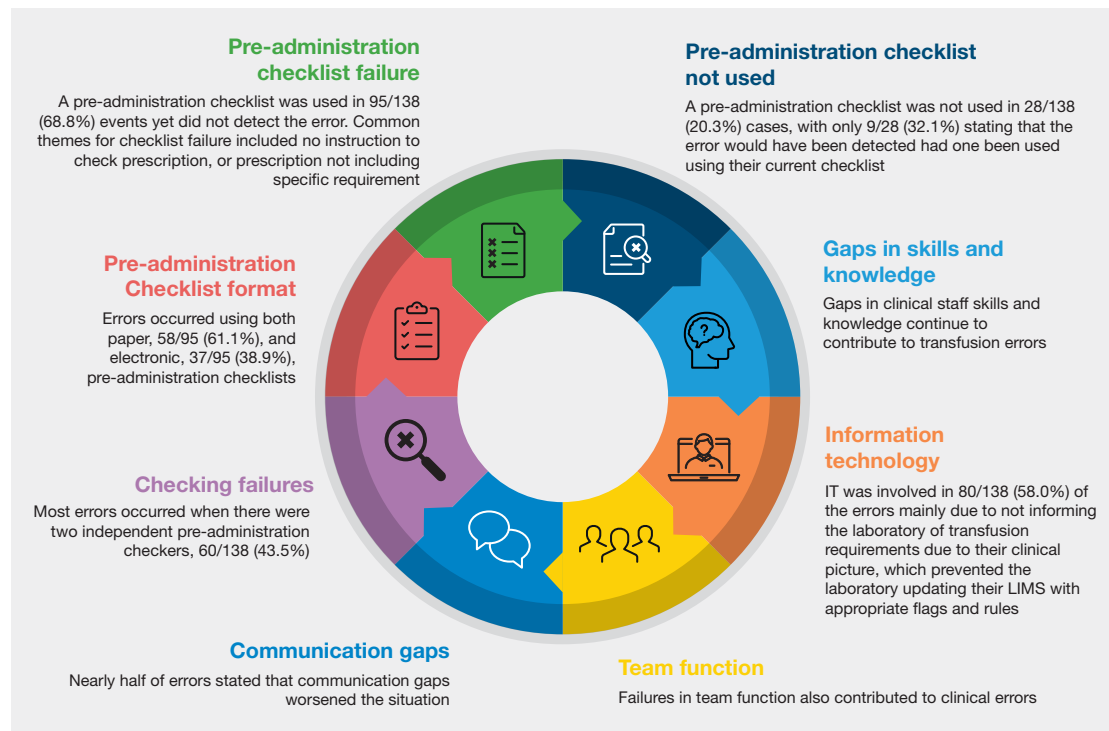 Pre-administration
checklist failure
A pre-administration checklist was used in 95/138
(68.8%) events yet did not detect the error. Common
themes for checklist failure included no instruction to
check prescription, or prescription not including
specific requirement
Pre-administration checklist
not used
A pre-administration checklist was not used in 28/138
(20.3%) cases, with only 9/28 (32.1%) stating that the
error would have been detected had one been used
using their current checklist
Gaps in skills and
knowledge
Gaps in clinical staff skills and
knowledge continue to
contribute to transfusion errors
Pre-administration
Checklist format
Errors occurred using both
paper, 58/95 (61.1%), and
electronic, 37/95 (38.9%),
pre-administration checklists
?
Information
technology
IT was involved in 80/138 (58.0%) of
the errors mainly due to not informing
the laboratory of transfusion
requirements due to their clinical
picture, which prevented the
laboratory updating their LIMS with
appropriate flags and rules
Checking failures
Most errors occurred when there were
two independent pre-administration
checkers, 60/138 (43.5%)
Communication gaps
Nearly half of errors stated that communication gaps
worsened the situation
Team function
Failures in team function also contributed to clinical errors